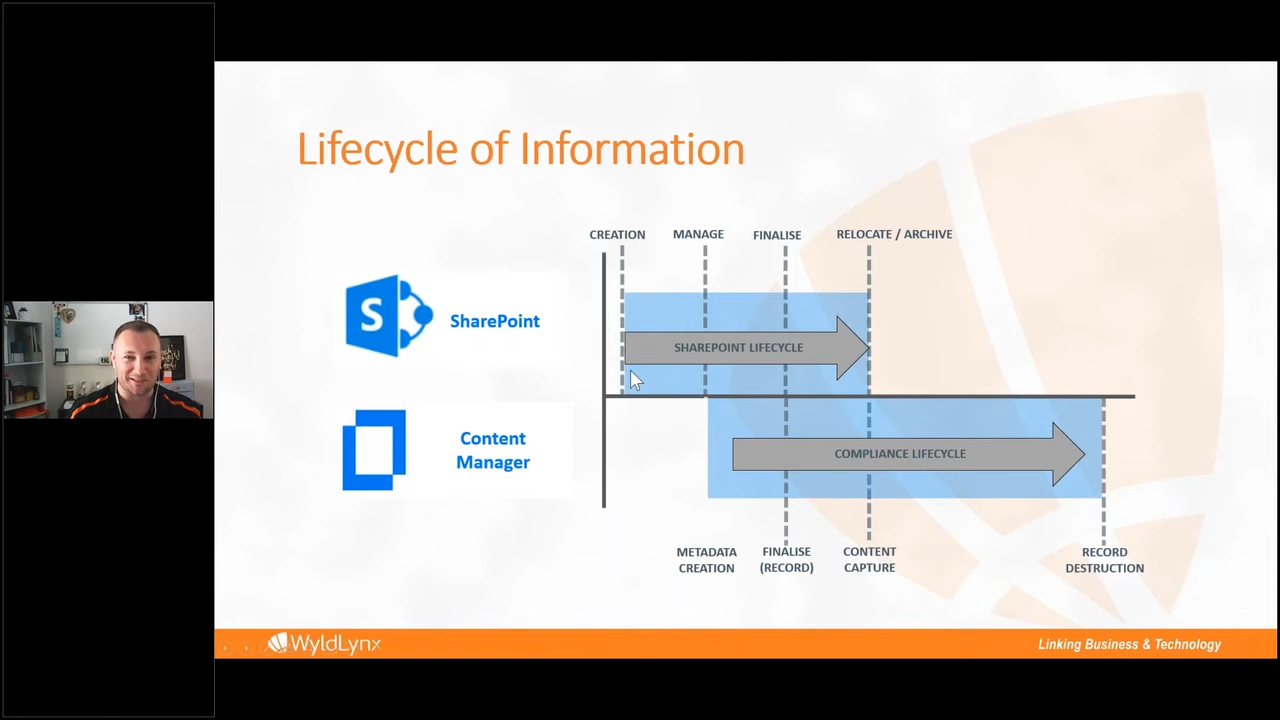 Lifecycle of Information
CREATION
MANAGE
FINALISE
RELOCATE / ARCHIVE
S
SharePoint
SHAREPOINT LIFECYCLE
Content
Manager
COMPLIANCE LIFECYCLE
METADATA
CREATION
FINALISE
(RECORD)
CONTENT
CAPTURE
RECORD
DESTRUCTION
WyldLynx
Linking Business & Technology